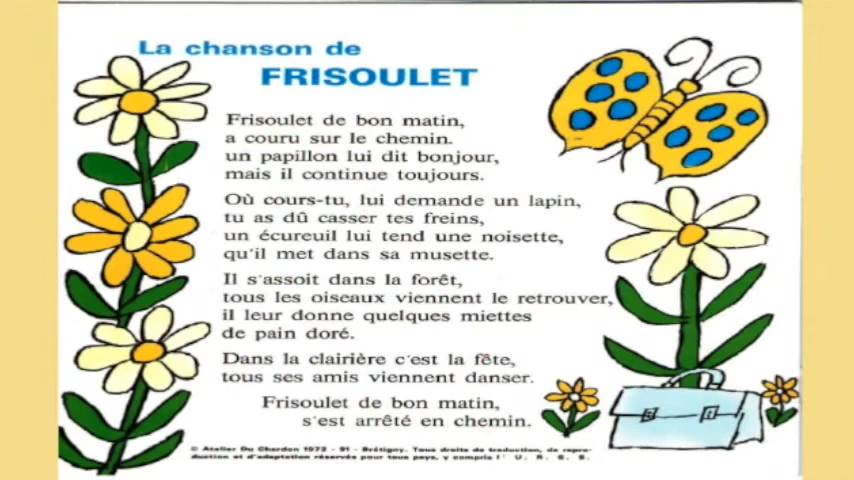 La chanson de
FRISOULET
Frisoulet de bon matin,
a couru sur le chemin.
un papillon lui dit bonjour,
mais il continue toujours.
Où cours-tu, lui demande un lapin,
tu as dû casser tes freins,
un écureuil lui tend une noisette,
qu'il met dans sa musette.
Il s'assoit dans la forêt,
tous les oiseaux viennent le retrouver,
il leur donne quelques miettes
de pain doré.
Dans la clairière c'est la fête,
tous ses amis viennent danser.
Frisoulet de bon matin,
s'est arrêté en chemin.
© Atelier Du Chardon 1972 - 91 - Brétigny. Tous droits de traduction, de repro-
duction et d'adaptation réservés pour tous pays, y compris l' U. R. S. S.